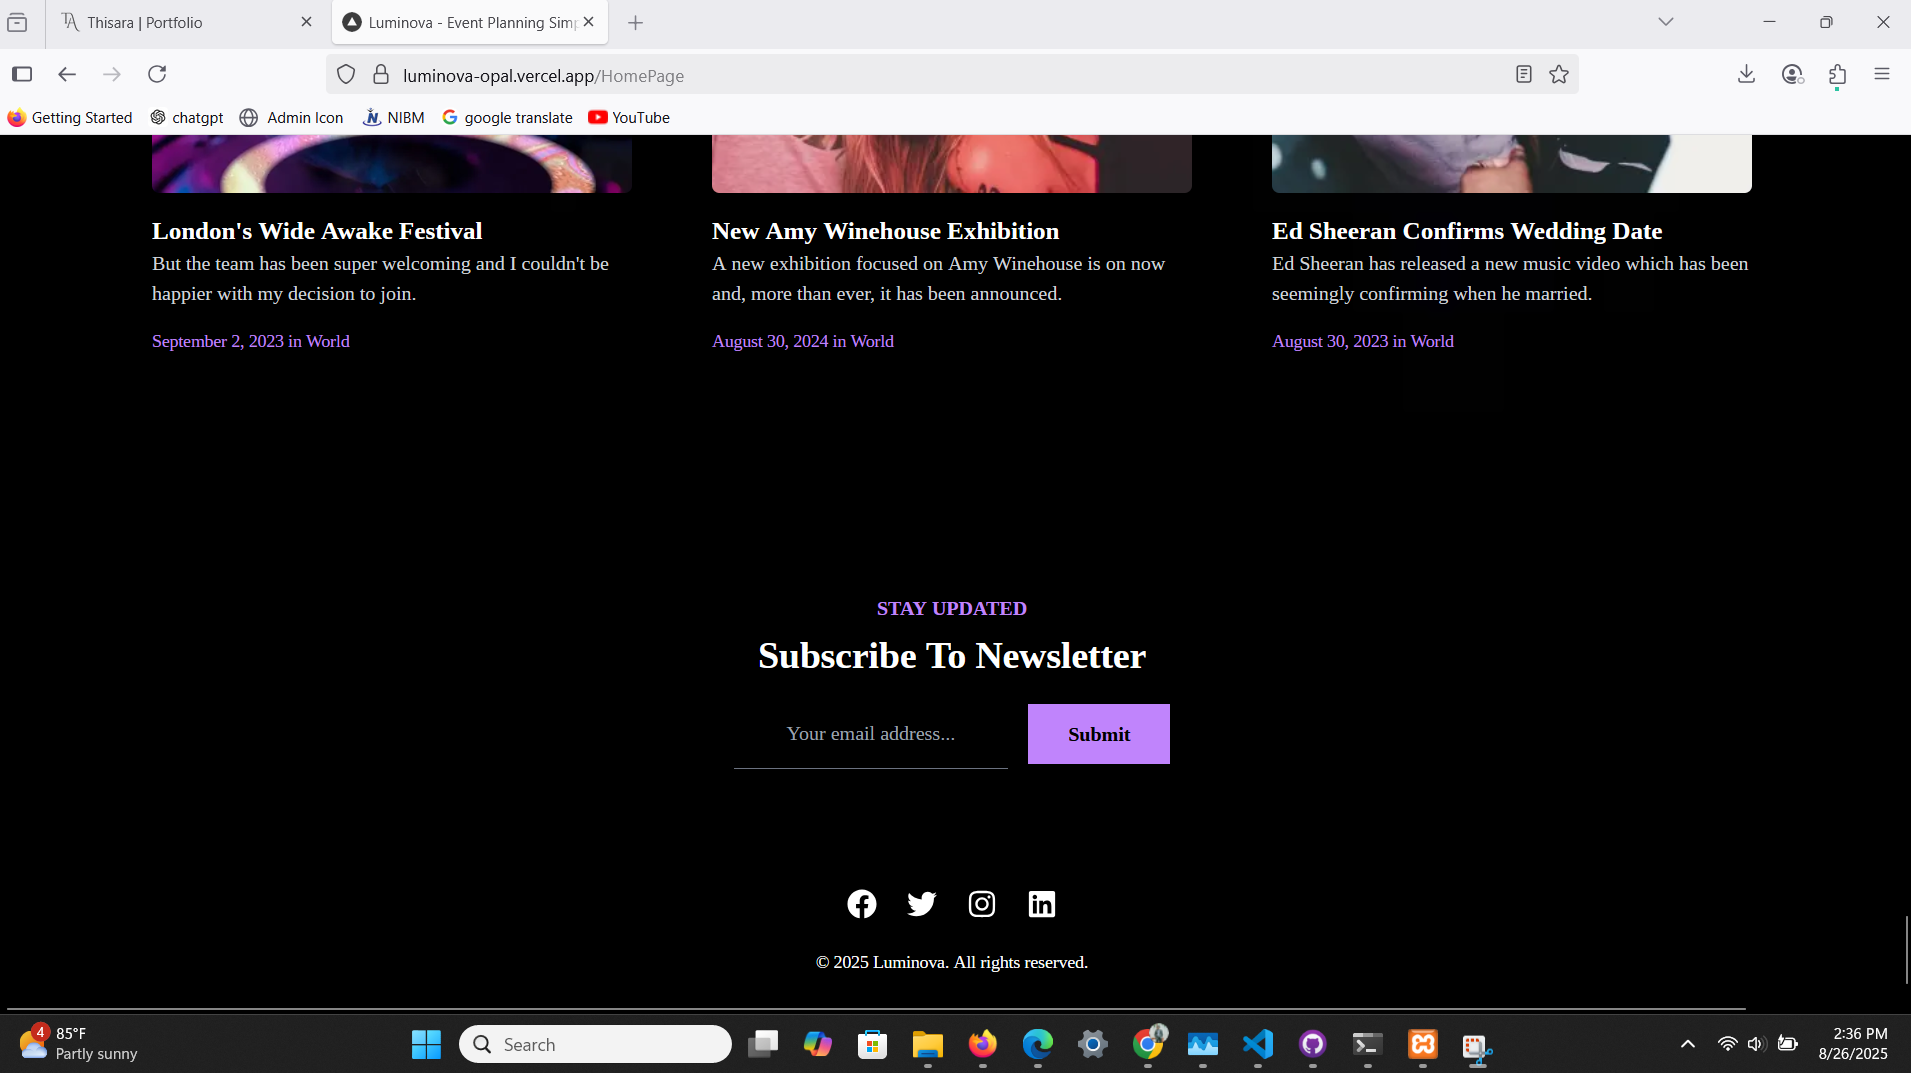 Thisara | Portfolio
Luminova - Event Planning Sim
luminova-opal.vercel.app/HomePage
Getting Started
chatgpt
Admin Icon
NIBM
google translate
YouTube
London's Wide Awake Festival
But the team has been super welcoming and I couldn't be
happier with my decision to join.
September 2, 2023 in World
New Amy Winehouse Exhibition
A new exhibition focused on Amy Winehouse is on now
and, more than ever, it has been announced.
August 30, 2024 in World
Ed Sheeran Confirms Wedding Date
Ed Sheeran has released a new music video which has been
seemingly confirming when he married.
August 30, 2023 in World
STAY UPDATED
Subscribe To Newsletter
Your email address...
Submit
© 2025 Luminova. All rights reserved.
4
85°F
Partly sunny
Search
2:36 PM
8/26/2025